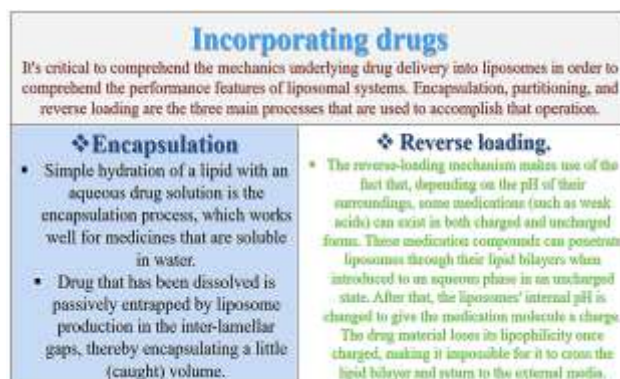 Incorporating drugs
It's critical to comprehend the mechanics underlying drug delivery into liposomes in order to
comprehend the performance features of liposomal systems. Encapsulation, partitioning, and
reverse loading are the three main processes that are used to accomplish that operation.
❖Encapsulation
▪ Simple hydration of a lipid with an
aqueous drug solution is the
encapsulation process, which works
well for medicines that are soluble
in water.
▪ Drug that has been dissolved is
passively entrapped by liposome
production in the inter-lamellar
gaps, thereby encapsulating a little
(caught) volume.
❖ Reverse loading.
• The reverse-loading mechanism makes use of the
fact that, depending on the pH of their
surroundings, some medications (such as weak
acids) can exist in both charged and uncharged
forms. These medication compounds can penetrate
liposomes through their lipid bilayers when
introduced to an aqueous phase in an uncharged
state. After that, the liposomes' internal pH is
changed to give the medication molecule a charge.
The drug material loses its lipophilicity once
charged, making it impossible for it to cross the
lipid bilayer and return to the external media.